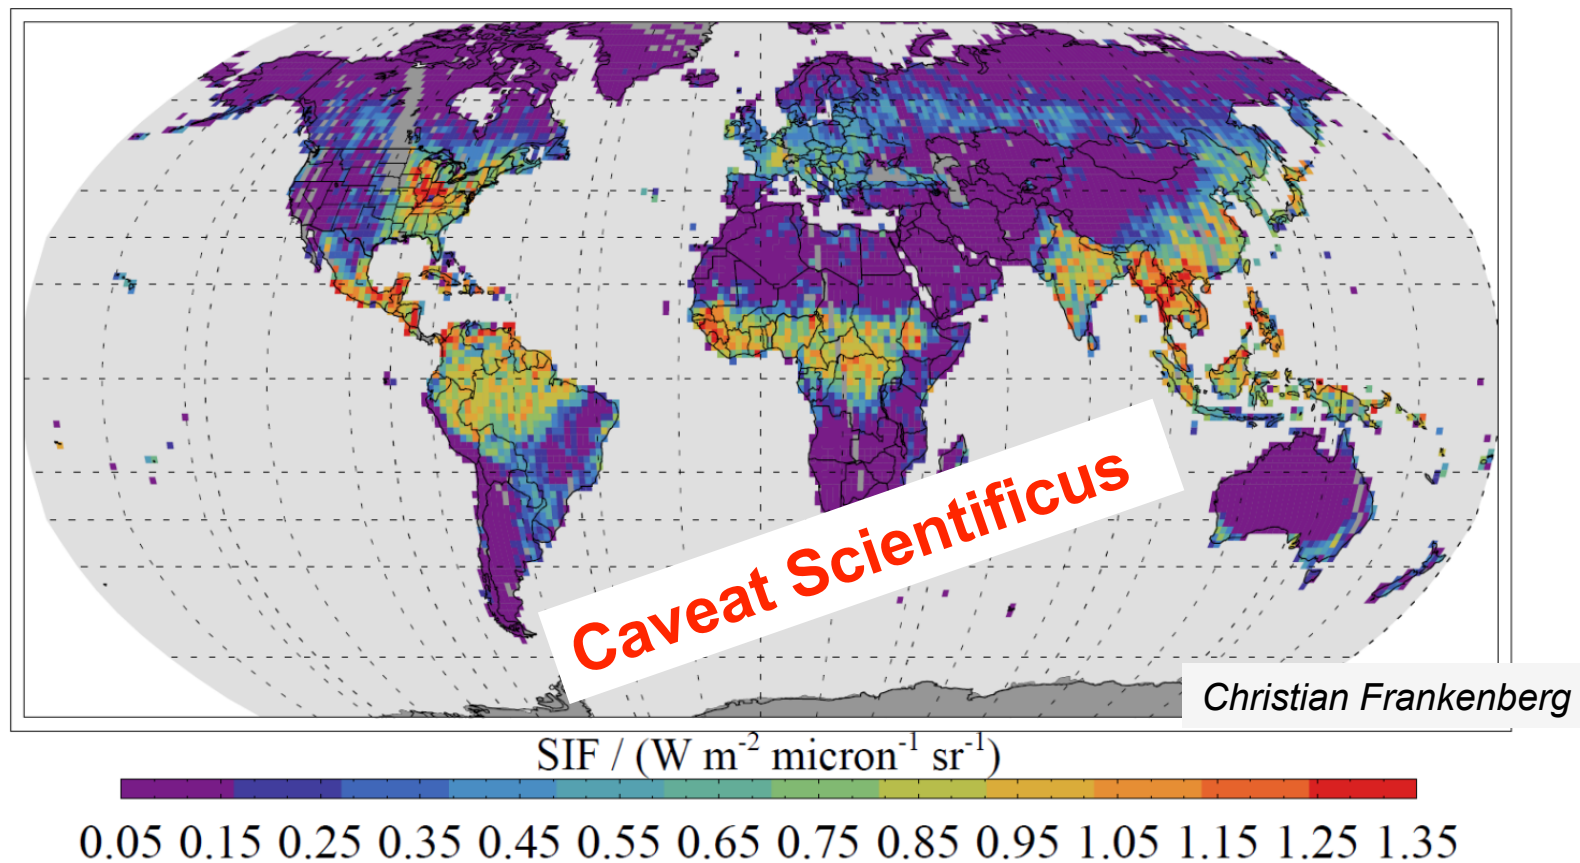 Caveat Scientificus
Christian Frankenberg
SIF / (W m⁻² micron⁻¹ sr⁻¹)
0.05 0.15 0.25 0.35 0.45 0.55 0.65 0.75 0.85 0.95 1.05 1.15 1.25 1.35